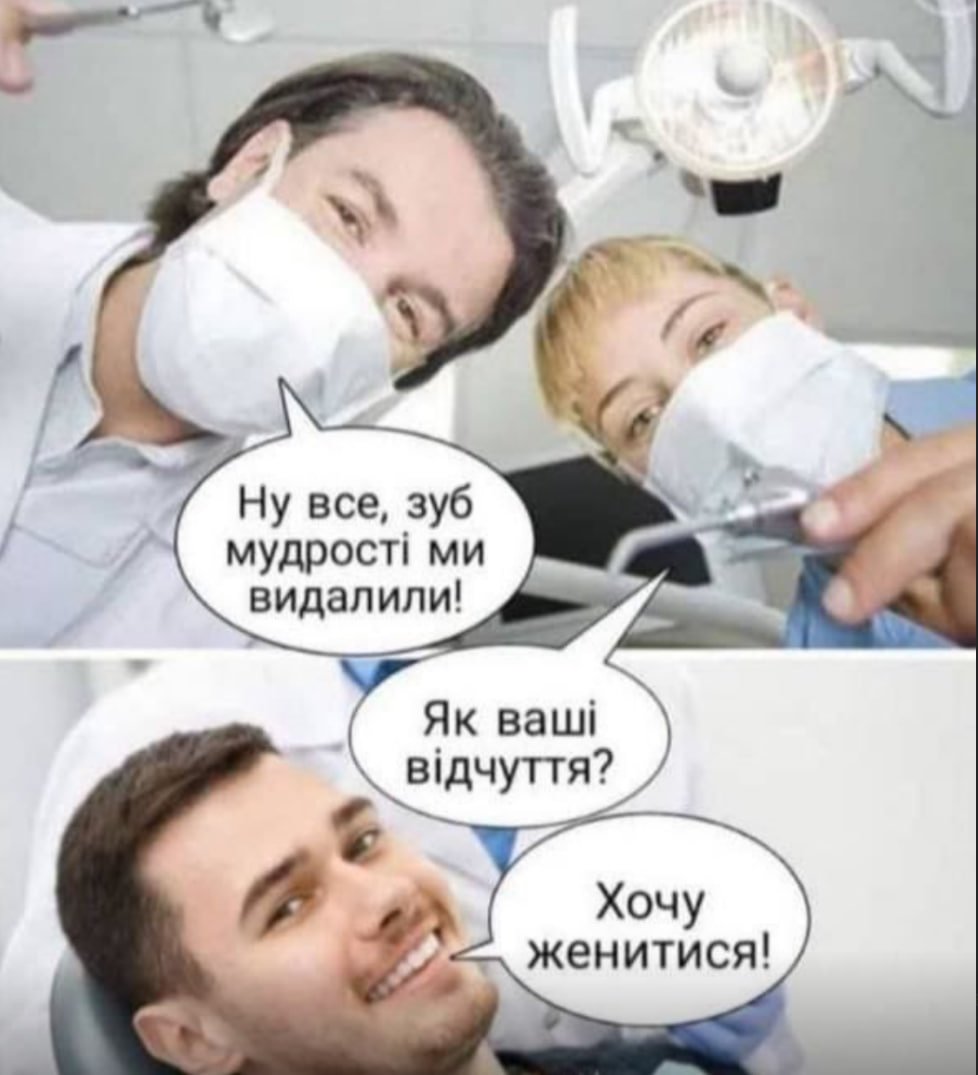 Ну все, зуб
мудрості ми
видалили!
Як ваші
відчуття?
Хочу
женитися!